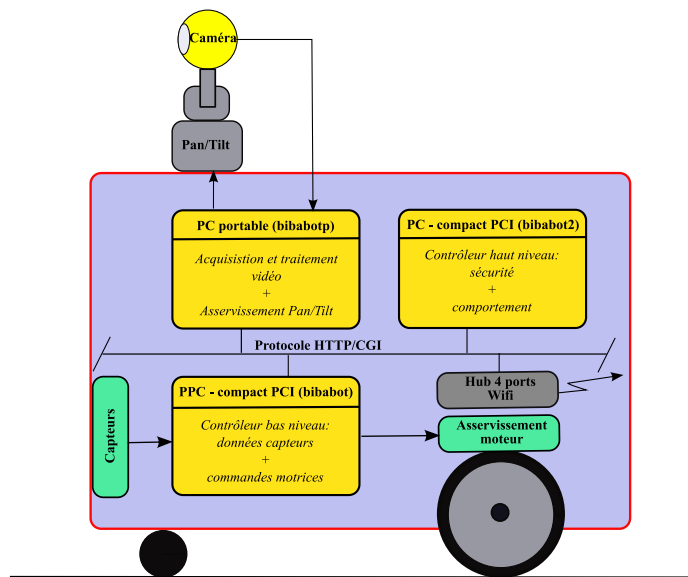 Caméra
Pan/Tilt
PC portable (bibabotp)
Acquisistion et traitement
vidéo
+
Asservissement Pan/Tilt
PC - compact PCI (bibabot2)
Contrôleur haut niveau:
sécurité
+
comportement
Protocole HTTP/CGI
Capteurs
PPC - compact PCI (bibabot)
Contrôleur bas niveau:
données capteurs
+
commandes motrices
Hub 4 ports
Wifi
Asservissement
moteur